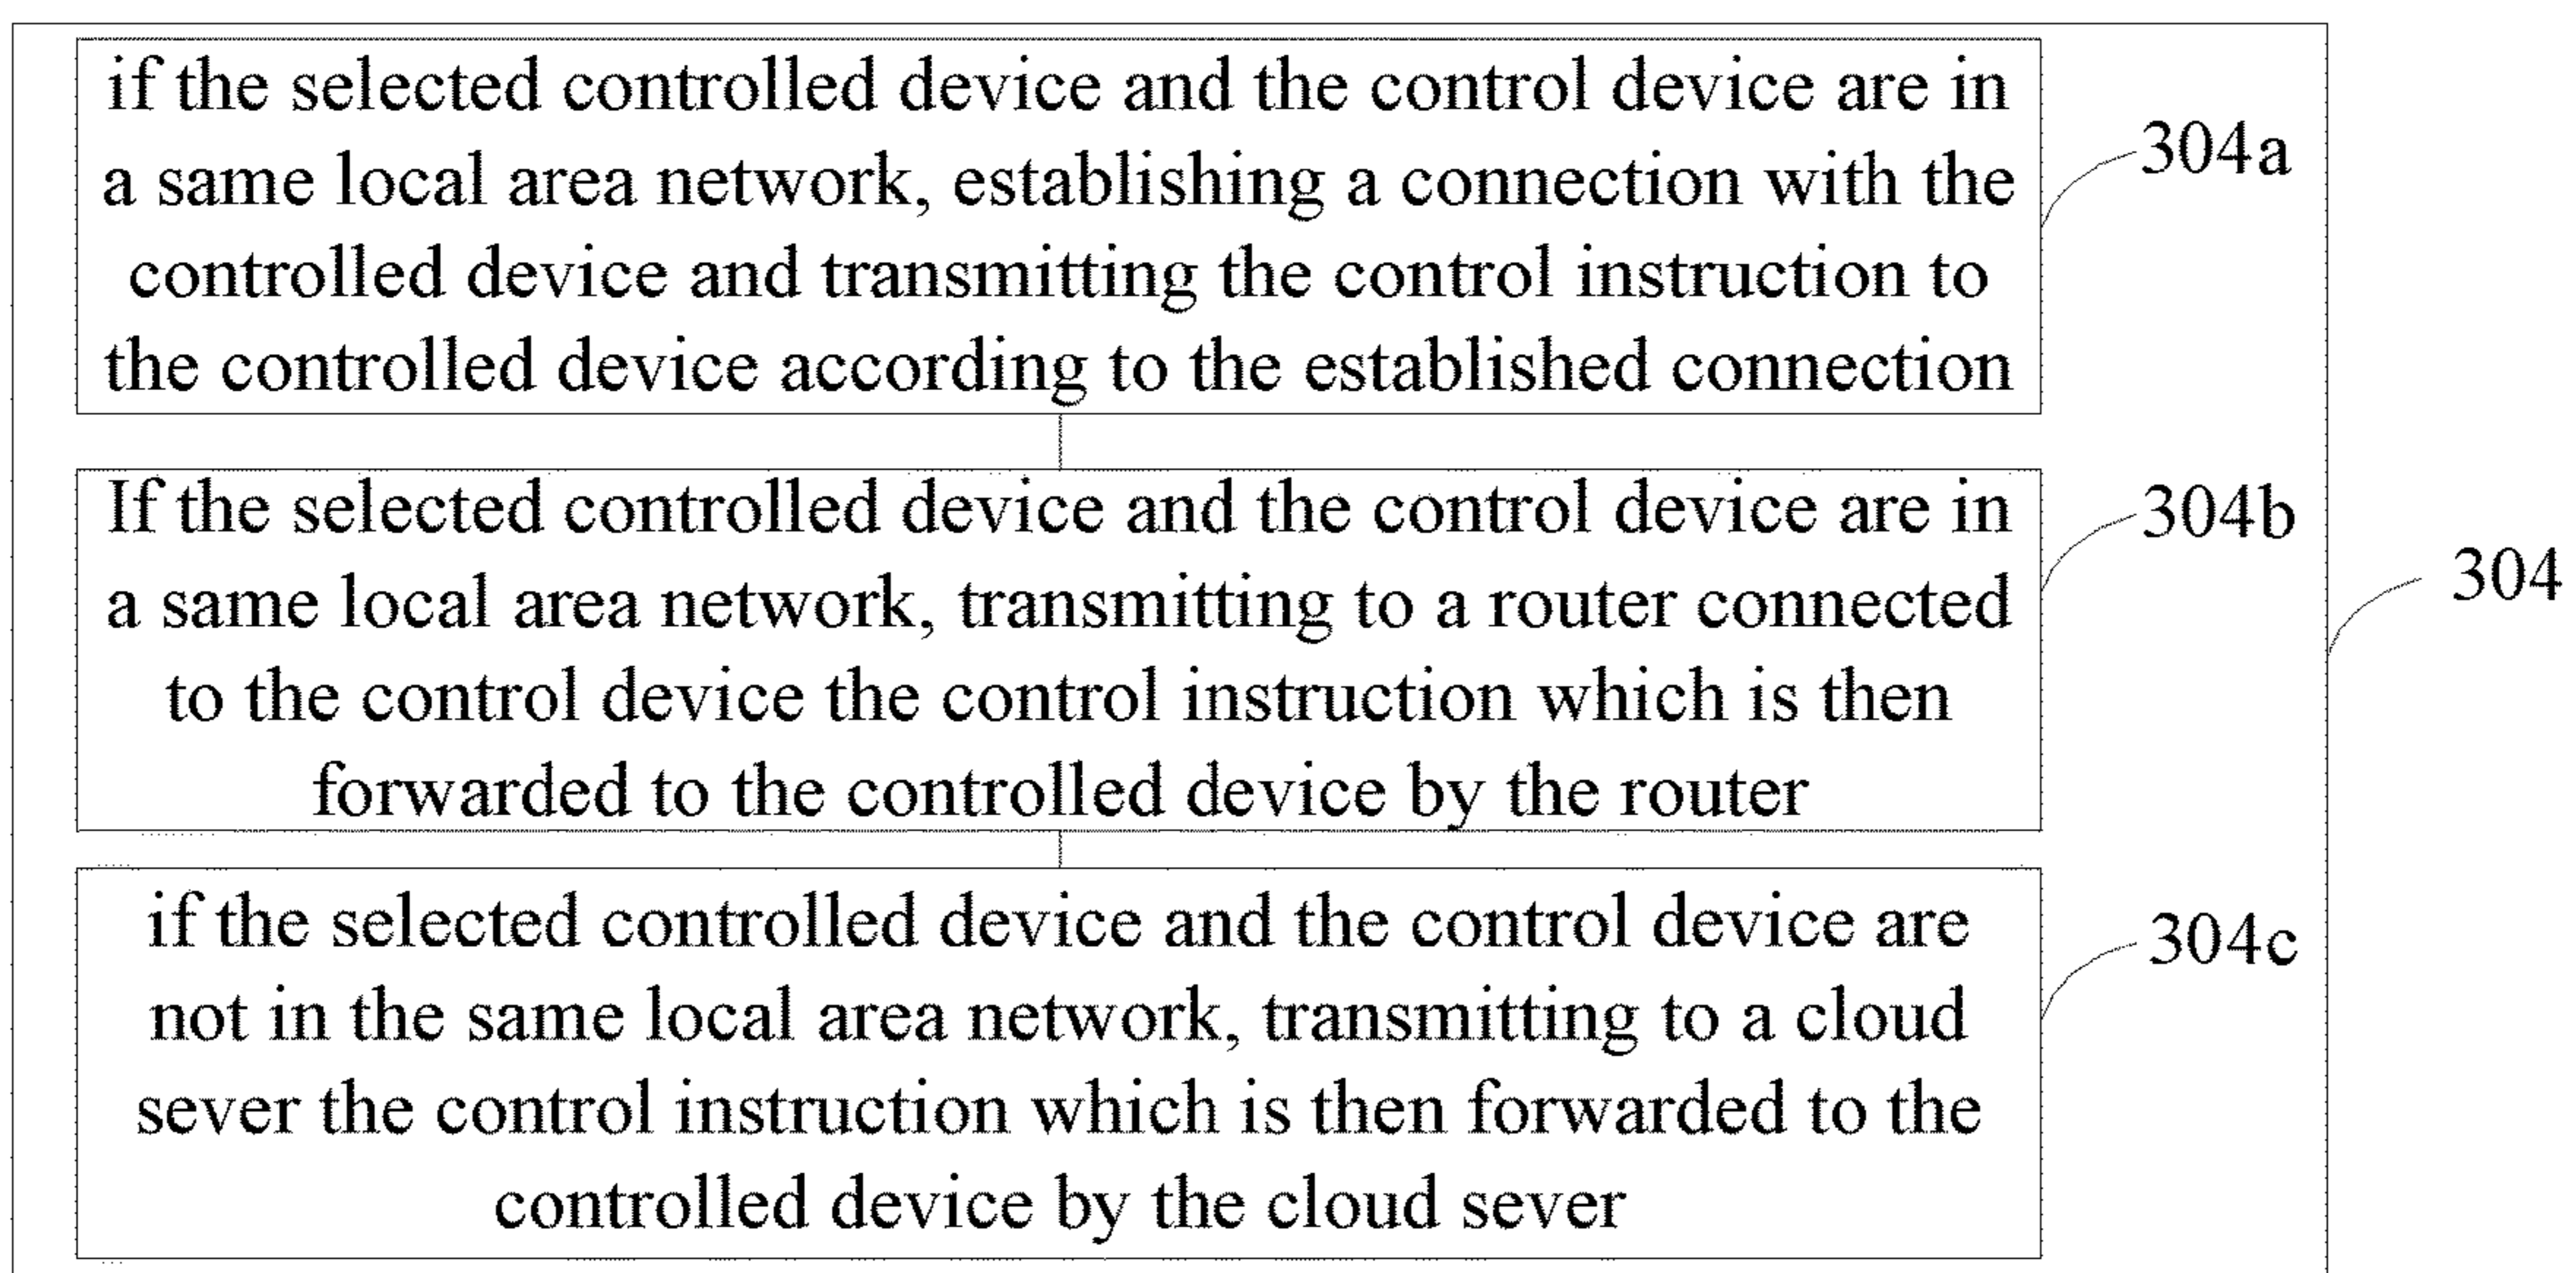 if the selected controlled device and the control device are in
a same local area network, establishing a connection with the
controlled device and transmitting the control instruction to
the controlled device according to the established connection
304a
If the selected controlled device and the control device are in
a same local area network, transmitting to a router connected
to the control device the control instruction which is then
forwarded to the controlled device by the router
304b
304
if the selected controlled device and the control device are
not in the same local area network, transmitting to a cloud
sever the control instruction which is then forwarded to the
controlled device by the cloud sever
304c